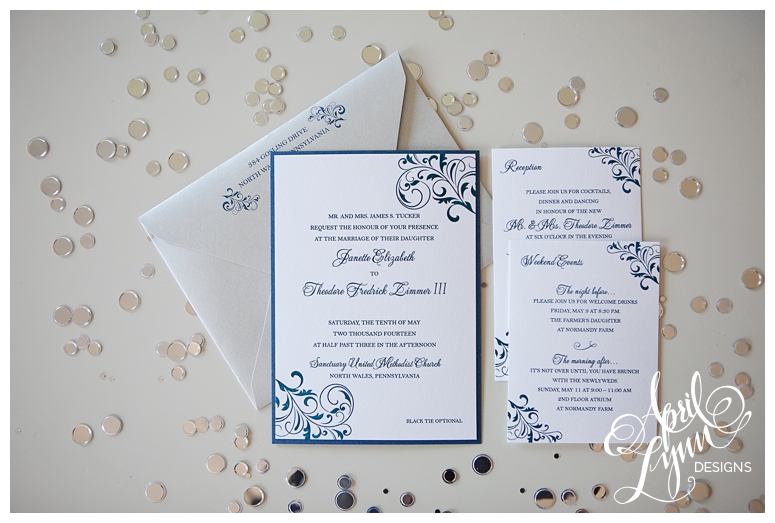 584 GOSLING DRIVE
NORTH WALES, PENNSYLVANIA
MR. AND MRS. JAMES S. TUCKER
REQUEST THE HONOUR OF YOUR PRESENCE
AT THE MARRIAGE OF THEIR DAUGHTER
Janette Elizabeth
TO
Theodore Fredrick Zimmer III
SATURDAY, THE TENTH OF MAY
TWO THOUSAND FOURTEEN
AT HALF PAST THREE IN THE AFTERNOON
Sanctuary United Methodist Church
NORTH WALES, PENNSYLVANIA
BLACK TIE OPTIONAL
Reception
PLEASE JOIN US FOR COCKTAILS,
DINNER AND DANCING
IN HONOUR OF THE NEW
Mr. & Mrs. Theodore Zimmer
AT SIX O'CLOCK IN THE EVENING
Weekend Events
The night before...
PLEASE JOIN US FOR WELCOME DRINKS
FRIDAY, MAY 9 AT 8:30 P.M.
THE FARMER'S DAUGHTER
AT NORMANDY FARM
The morning after...
IT'S NOT OVER UNTIL YOU HAVE BRUNCH
WITH THE NEWLYWEDS
SUNDAY, MAY 11 AT 9:00 - 11:00 AM
2ND FLOOR ATRIUM
AT NORMANDY FARM
April
Lynn
DESIGNS